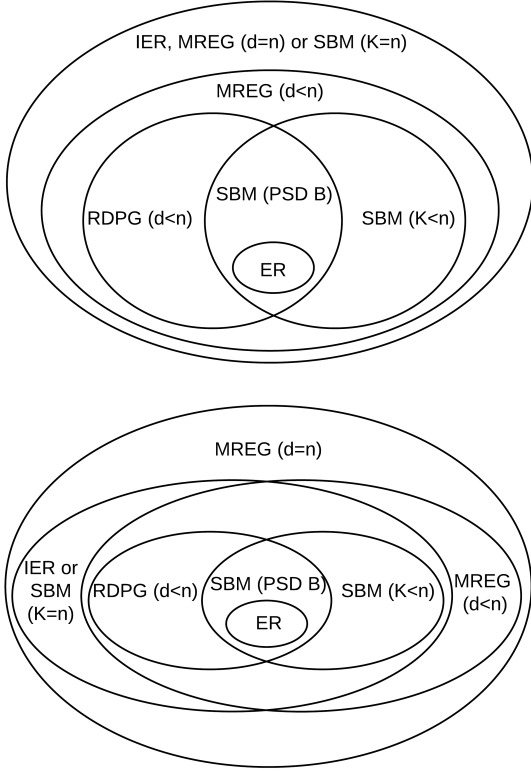 IER, MREG (d=n) or SBM (K=n)
MREG (d<n)
SBM (PSD B)
RDPG (d<n)
SBM (K<n)
ER
MREG (d=n)
IER or
SBM
(K=n)
RDPG (d<n)
SBM (PSD B)
SBM (K<n)
MREG
(d<n)
ER